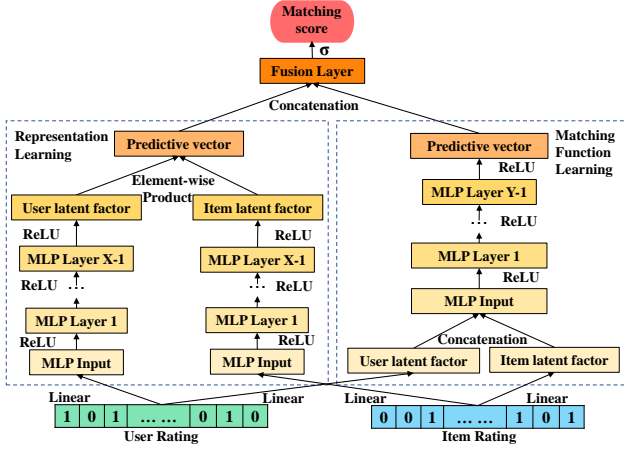 Matching
score
σ
Fusion Layer
Concatenation
Representation
Learning
Predictive vector
Element-wise
Product
User latent factor
Item latent factor
ReLU
ReLU
MLP Layer X-1
MLP Layer X-1
ReLU
...
ReLU
...
MLP Layer 1
MLP Layer 1
ReLU
ReLU
MLP Input
MLP Input
Matching
Function
Learning
Predictive vector
ReLU
MLP Layer Y-1
...
ReLU
MLP Layer 1
ReLU
MLP Input
Concatenation
User latent factor
Item latent factor
Linear
Linear
Linear
Linear
1 0 1 ... ... 0 1 0
0 0 1 ... ... 1 0 1
User Rating
Item Rating